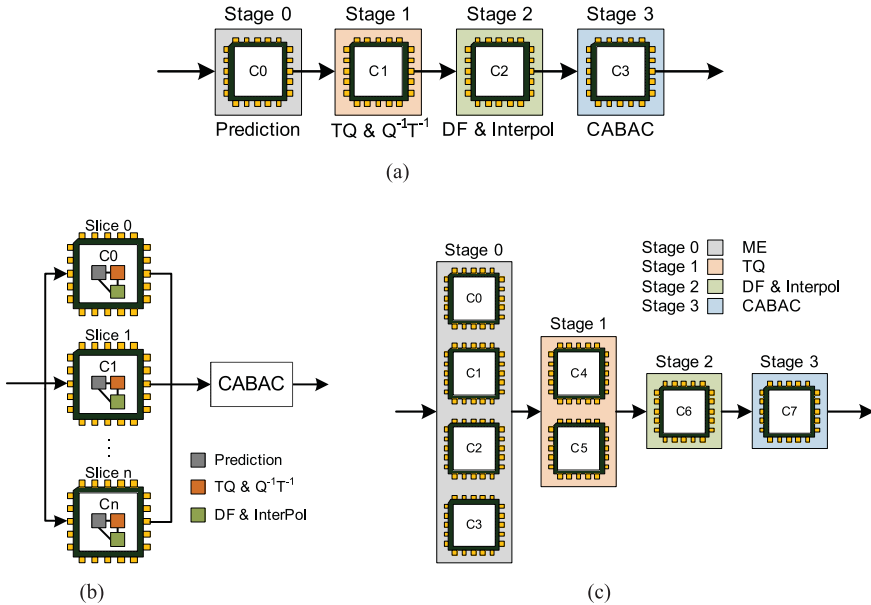 Stage 0 Stage 1 Stage 2 Stage 3
C0 C1 C2 C3
Prediction TQ & Q⁻¹T⁻¹ DF & Interpol CABAC
(a)
Slice 0
C0
Slice 1
C1
CABAC
⋮
Slice n
Cn
Prediction
TQ & Q⁻¹T⁻¹
DF & InterPol
(b)
Stage 0 ME
Stage 1 TQ
Stage 2 DF & Interpol
Stage 3 CABAC
Stage 0
C0
C1
C2
C3
Stage 1
C4
C5
Stage 2
C6
Stage 3
C7
(c)